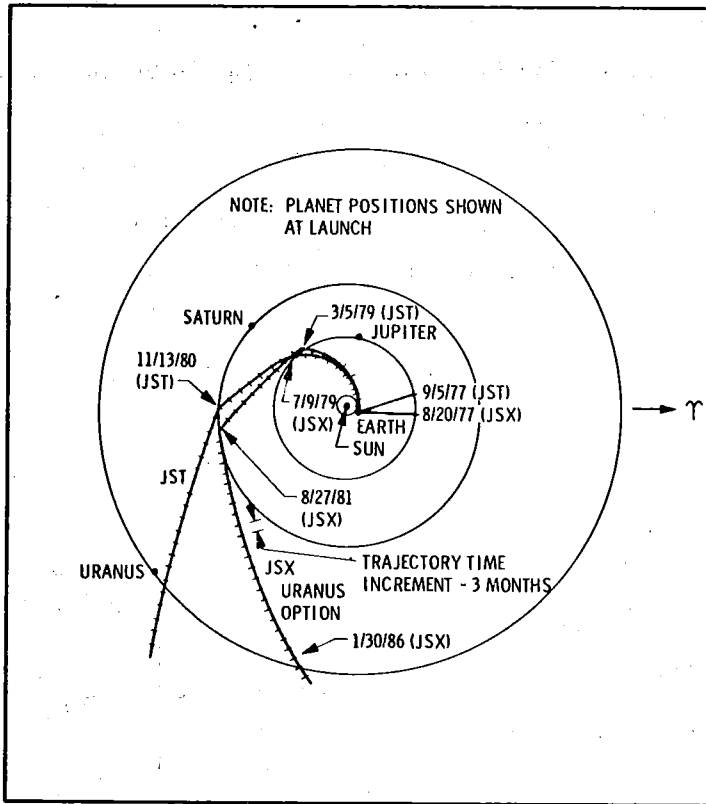 NOTE: PLANET POSITIONS SHOWN
AT LAUNCH
3/5/79 (JST)
SATURN
JUPITER
11/13/80
(JST)
9/5/77 (JST)
7/9/79
(JSX)
8/20/77 (JSX)
EARTH
SUN
ϒ
JST
8/27/81
(JSX)
TRAJECTORY TIME
INCREMENT - 3 MONTHS
JSX
URANUS
OPTION
URANUS
1/30/86 (JSX)